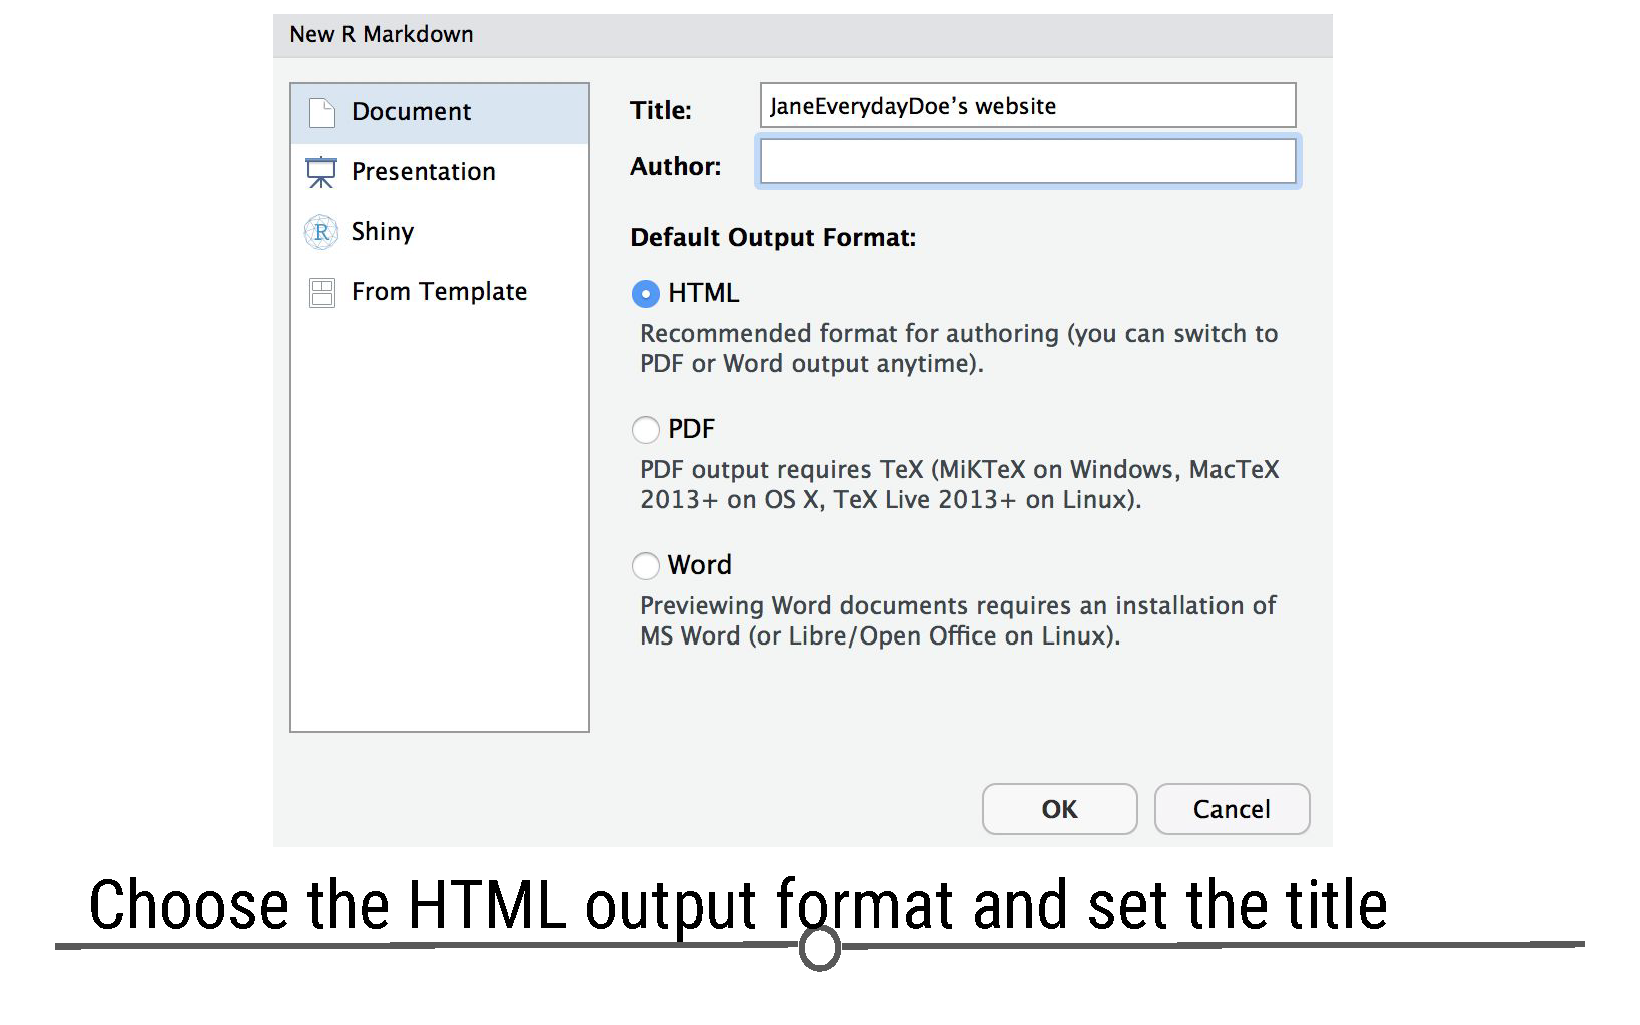 New R Markdown
Document
Presentation
Shiny
From Template
Title:
JaneEverydayDoe’s website
Author:
Default Output Format:
HTML
Recommended format for authoring (you can switch to
PDF or Word output anytime).
PDF
PDF output requires TeX (MiKTeX on Windows, MacTeX
2013+ on OS X, TeX Live 2013+ on Linux).
Word
Previewing Word documents requires an installation of
MS Word (or Libre/Open Office on Linux).
OK
Cancel
Choose the HTML output format and set the title